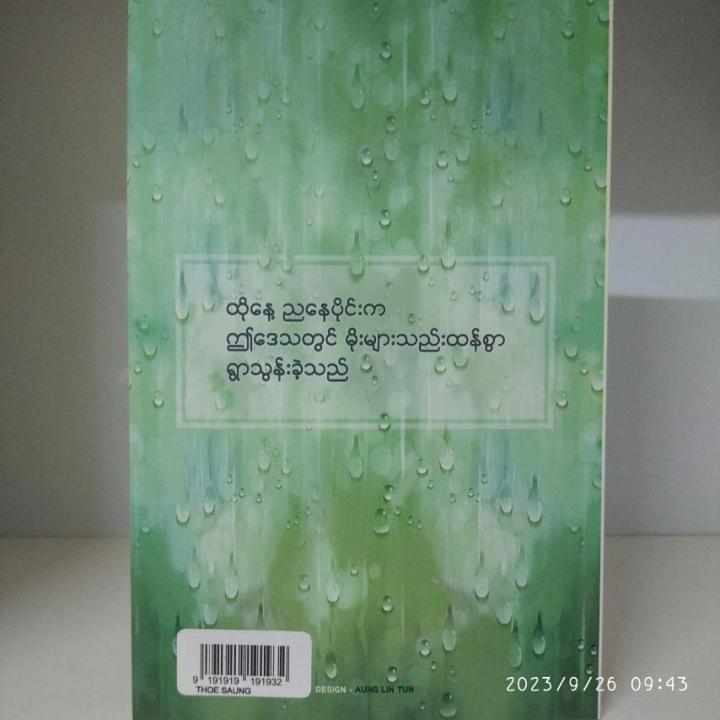 ထိုနေ့ ညနေပိုင်းက
ဤဒေသတွင် မိုးများသည်းထန်စွာ
ရွာသွန်းခဲ့သည်
9 191919 191932
THOE SAUNG
DESIGN - AUNG LIN TUN
2023/9/26 09:43